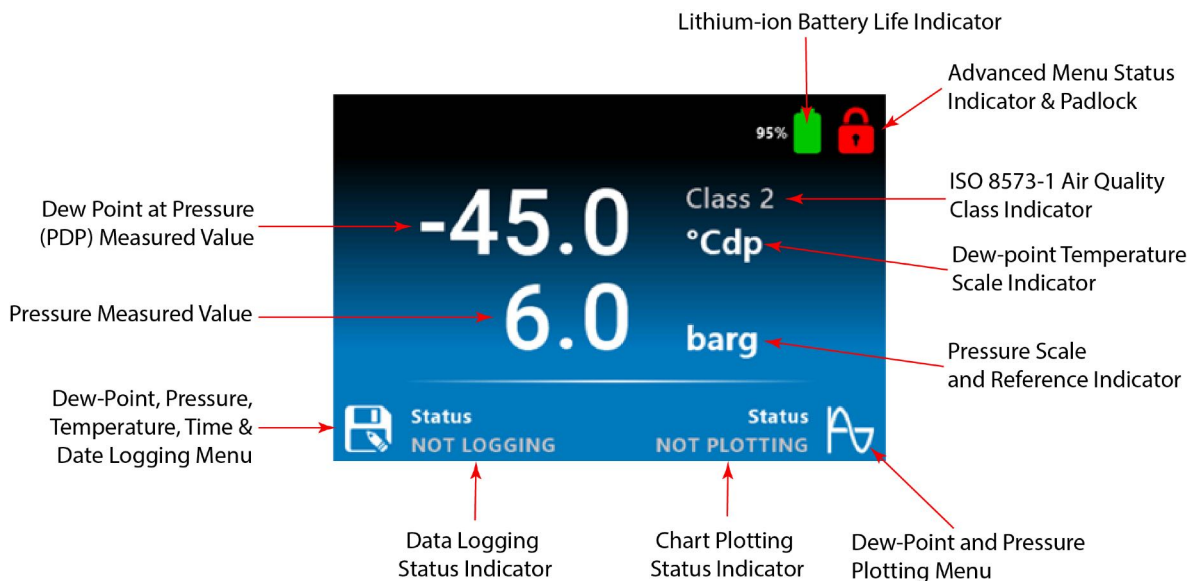 Lithium-ion Battery Life Indicator
Advanced Menu Status
Indicator & Padlock
95%
ISO 8573-1 Air Quality
Class Indicator
Class 2
Dew Point at Pressure
(PDP) Measured Value
-45.0
°Cdp
Dew-point Temperature
Scale Indicator
Pressure Measured Value
6.0
barg
Pressure Scale
and Reference Indicator
Dew-Point, Pressure,
Temperature, Time &
Date Logging Menu
Status
NOT LOGGING
Status
NOT PLOTTING
Data Logging
Status Indicator
Chart Plotting
Status Indicator
Dew-Point and Pressure
Plotting Menu